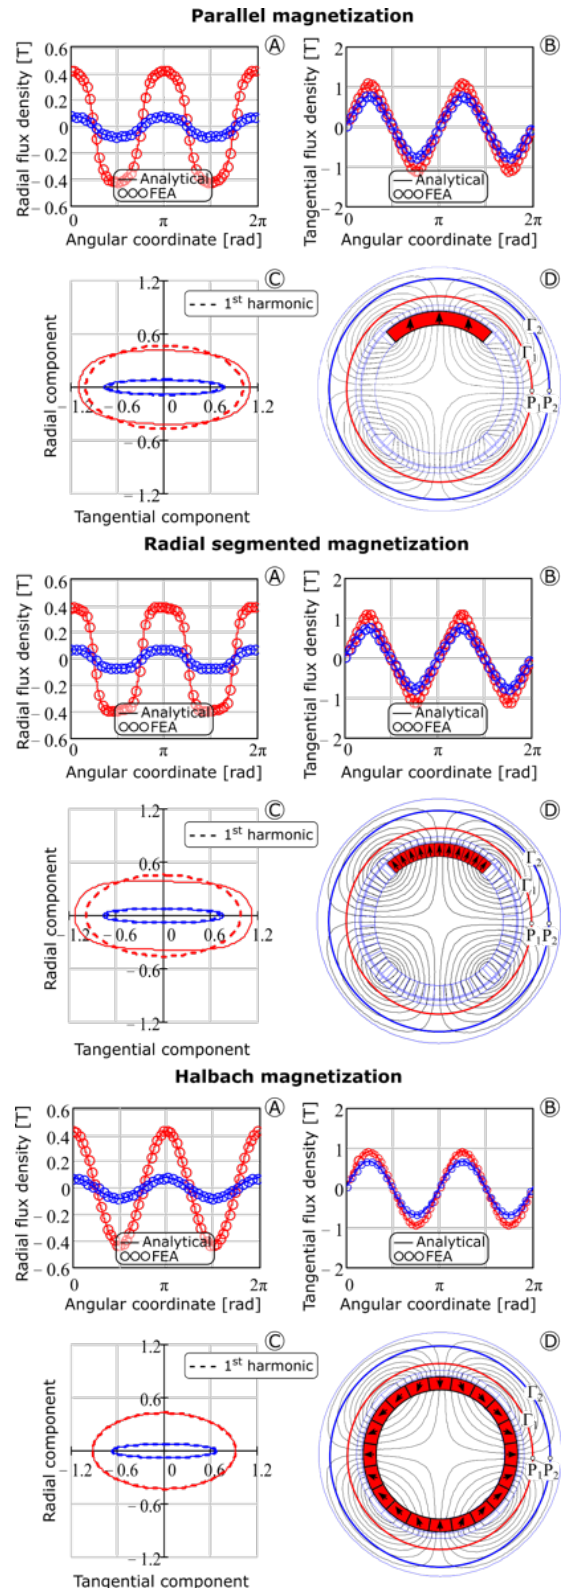 Parallel magnetization
A
B
Radial flux density [T]
0.6
0.4
0.2
0
−0.2
−0.4
−0.6
0
π
2π
Analytical
FEA
Angular coordinate [rad]
Tangential flux density [T]
2
1
0
−1
−2
0
π
2π
Analytical
FEA
Angular coordinate [rad]
C
D
Radial component
1.2
0.6
−0.6
−1.2
−1.2
−0.6
0
0.6
1.2
1st harmonic
Tangential component
Γ2
Γ1
P1 P2
Radial segmented magnetization
A
B
Radial flux density [T]
0.6
0.4
0.2
0
−0.2
−0.4
−0.6
0
π
2π
Analytical
FEA
Angular coordinate [rad]
Tangential flux density [T]
2
1
0
−1
−2
0
π
2π
Analytical
FEA
Angular coordinate [rad]
C
D
Radial component
1.2
0.6
−0.6
−1.2
−1.2
−0.6
0
0.6
1.2
1st harmonic
Tangential component
Γ2
Γ1
P1 P2
Halbach magnetization
A
B
Radial flux density [T]
0.6
0.4
0.2
0
−0.2
−0.4
−0.6
0
π
2π
Analytical
FEA
Angular coordinate [rad]
Tangential flux density [T]
2
1
0
−1
−2
0
π
2π
Analytical
FEA
Angular coordinate [rad]
C
D
Radial component
1.2
0.6
−0.6
−1.2
−1.2
−0.6
0
0.6
1.2
1st harmonic
Tangential component
Γ2
Γ1
P1 P2